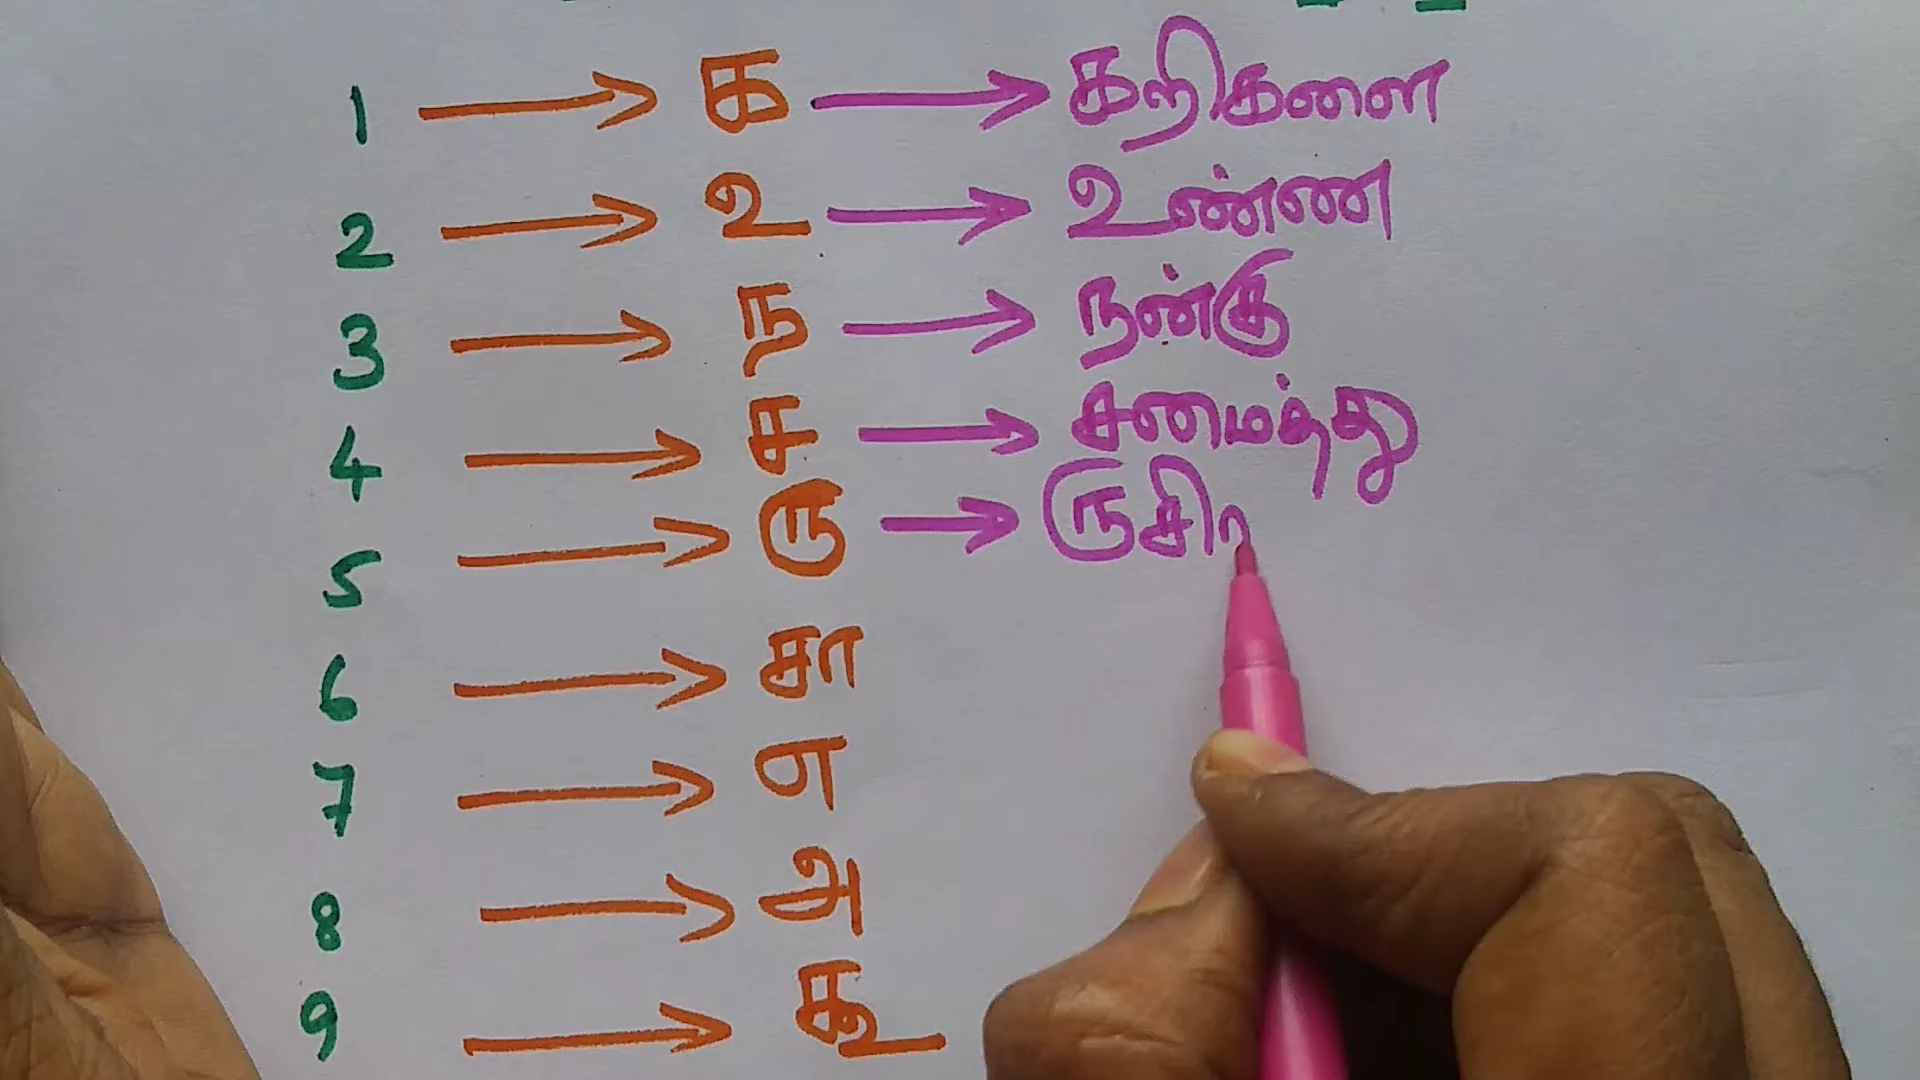 1 → க → கறிகளை
2 → உ → உண்ண
3 → ந → நன்கு
4 → ச → சமைத்து
5 → ரு → ருசி
6 → சா
7 → எ
8 → அ
9 → கூ